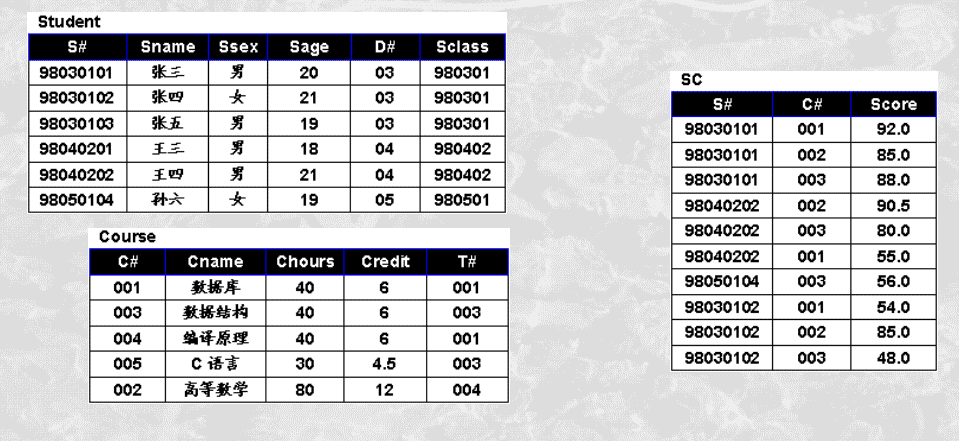 Student
S# Sname Ssex Sage D# Sclass
98030101 张三 男 20 03 980301
98030102 张四 女 21 03 980301
98030103 张五 男 19 03 980301
98040201 王三 男 18 04 980402
98040202 王四 男 21 04 980402
98050104 孙六 女 19 05 980501
Course
C# Cname Chours Credit T#
001 数据库 40 6 001
003 数据结构 40 6 003
004 编译原理 40 6 001
005 C 语言 30 4.5 003
002 高等数学 80 12 004
SC
S# C# Score
98030101 001 92.0
98030101 002 85.0
98030101 003 88.0
98040202 002 90.5
98040202 003 80.0
98040202 001 55.0
98050104 003 56.0
98030102 001 54.0
98030102 002 85.0
98030102 003 48.0